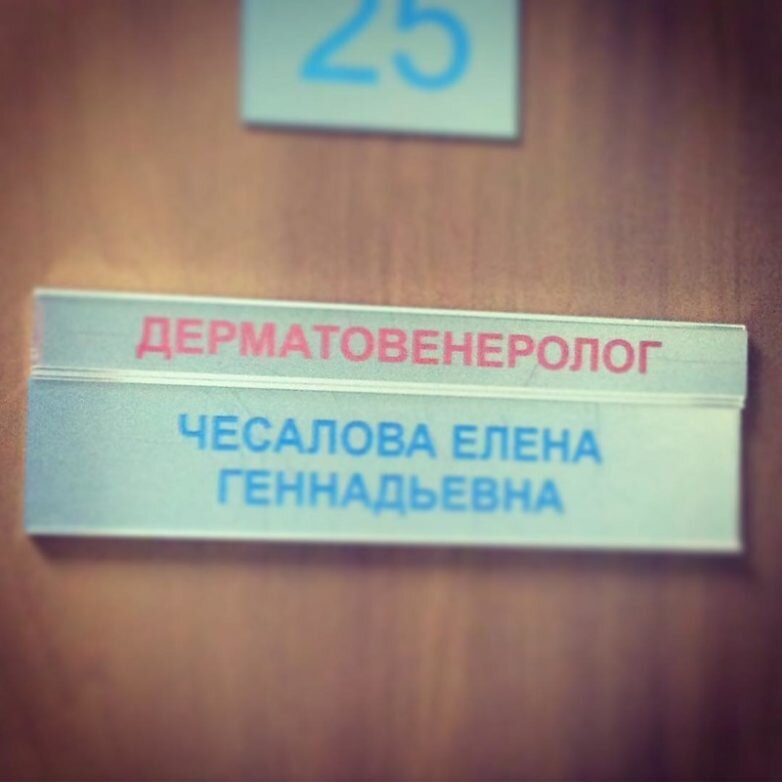 25
ДЕРМАТОВЕНЕРОЛОГ
ЧЕСАЛОВА ЕЛЕНА
ГЕННАДЬЕВНА